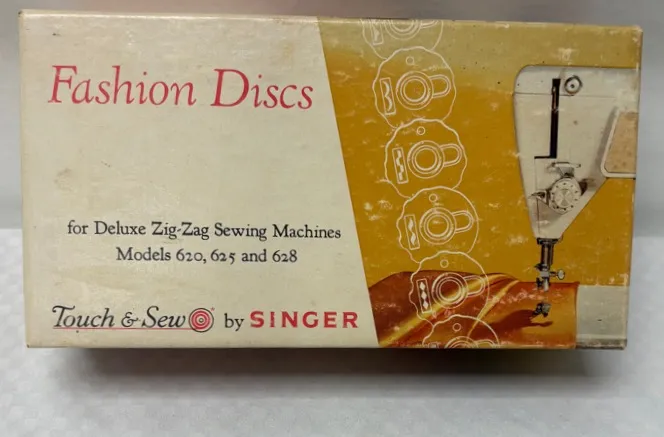 Fashion Discs
for Deluxe Zig-Zag Sewing Machines
Models 620, 625 and 628
Touch & Sew by SINGER